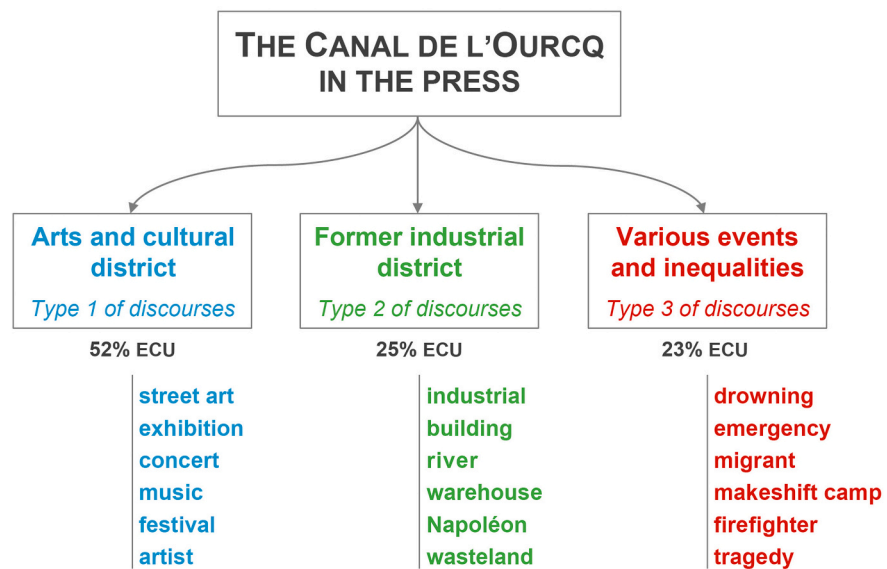 THE CANAL DE L'OURCQ
IN THE PRESS
Arts and cultural
district
Type 1 of discourses
52% ECU
street art
exhibition
concert
music
festival
artist
Former industrial
district
Type 2 of discourses
25% ECU
industrial
building
river
warehouse
Napoléon
wasteland
Various events
and inequalities
Type 3 of discourses
23% ECU
drowning
emergency
migrant
makeshift camp
firefighter
tragedy